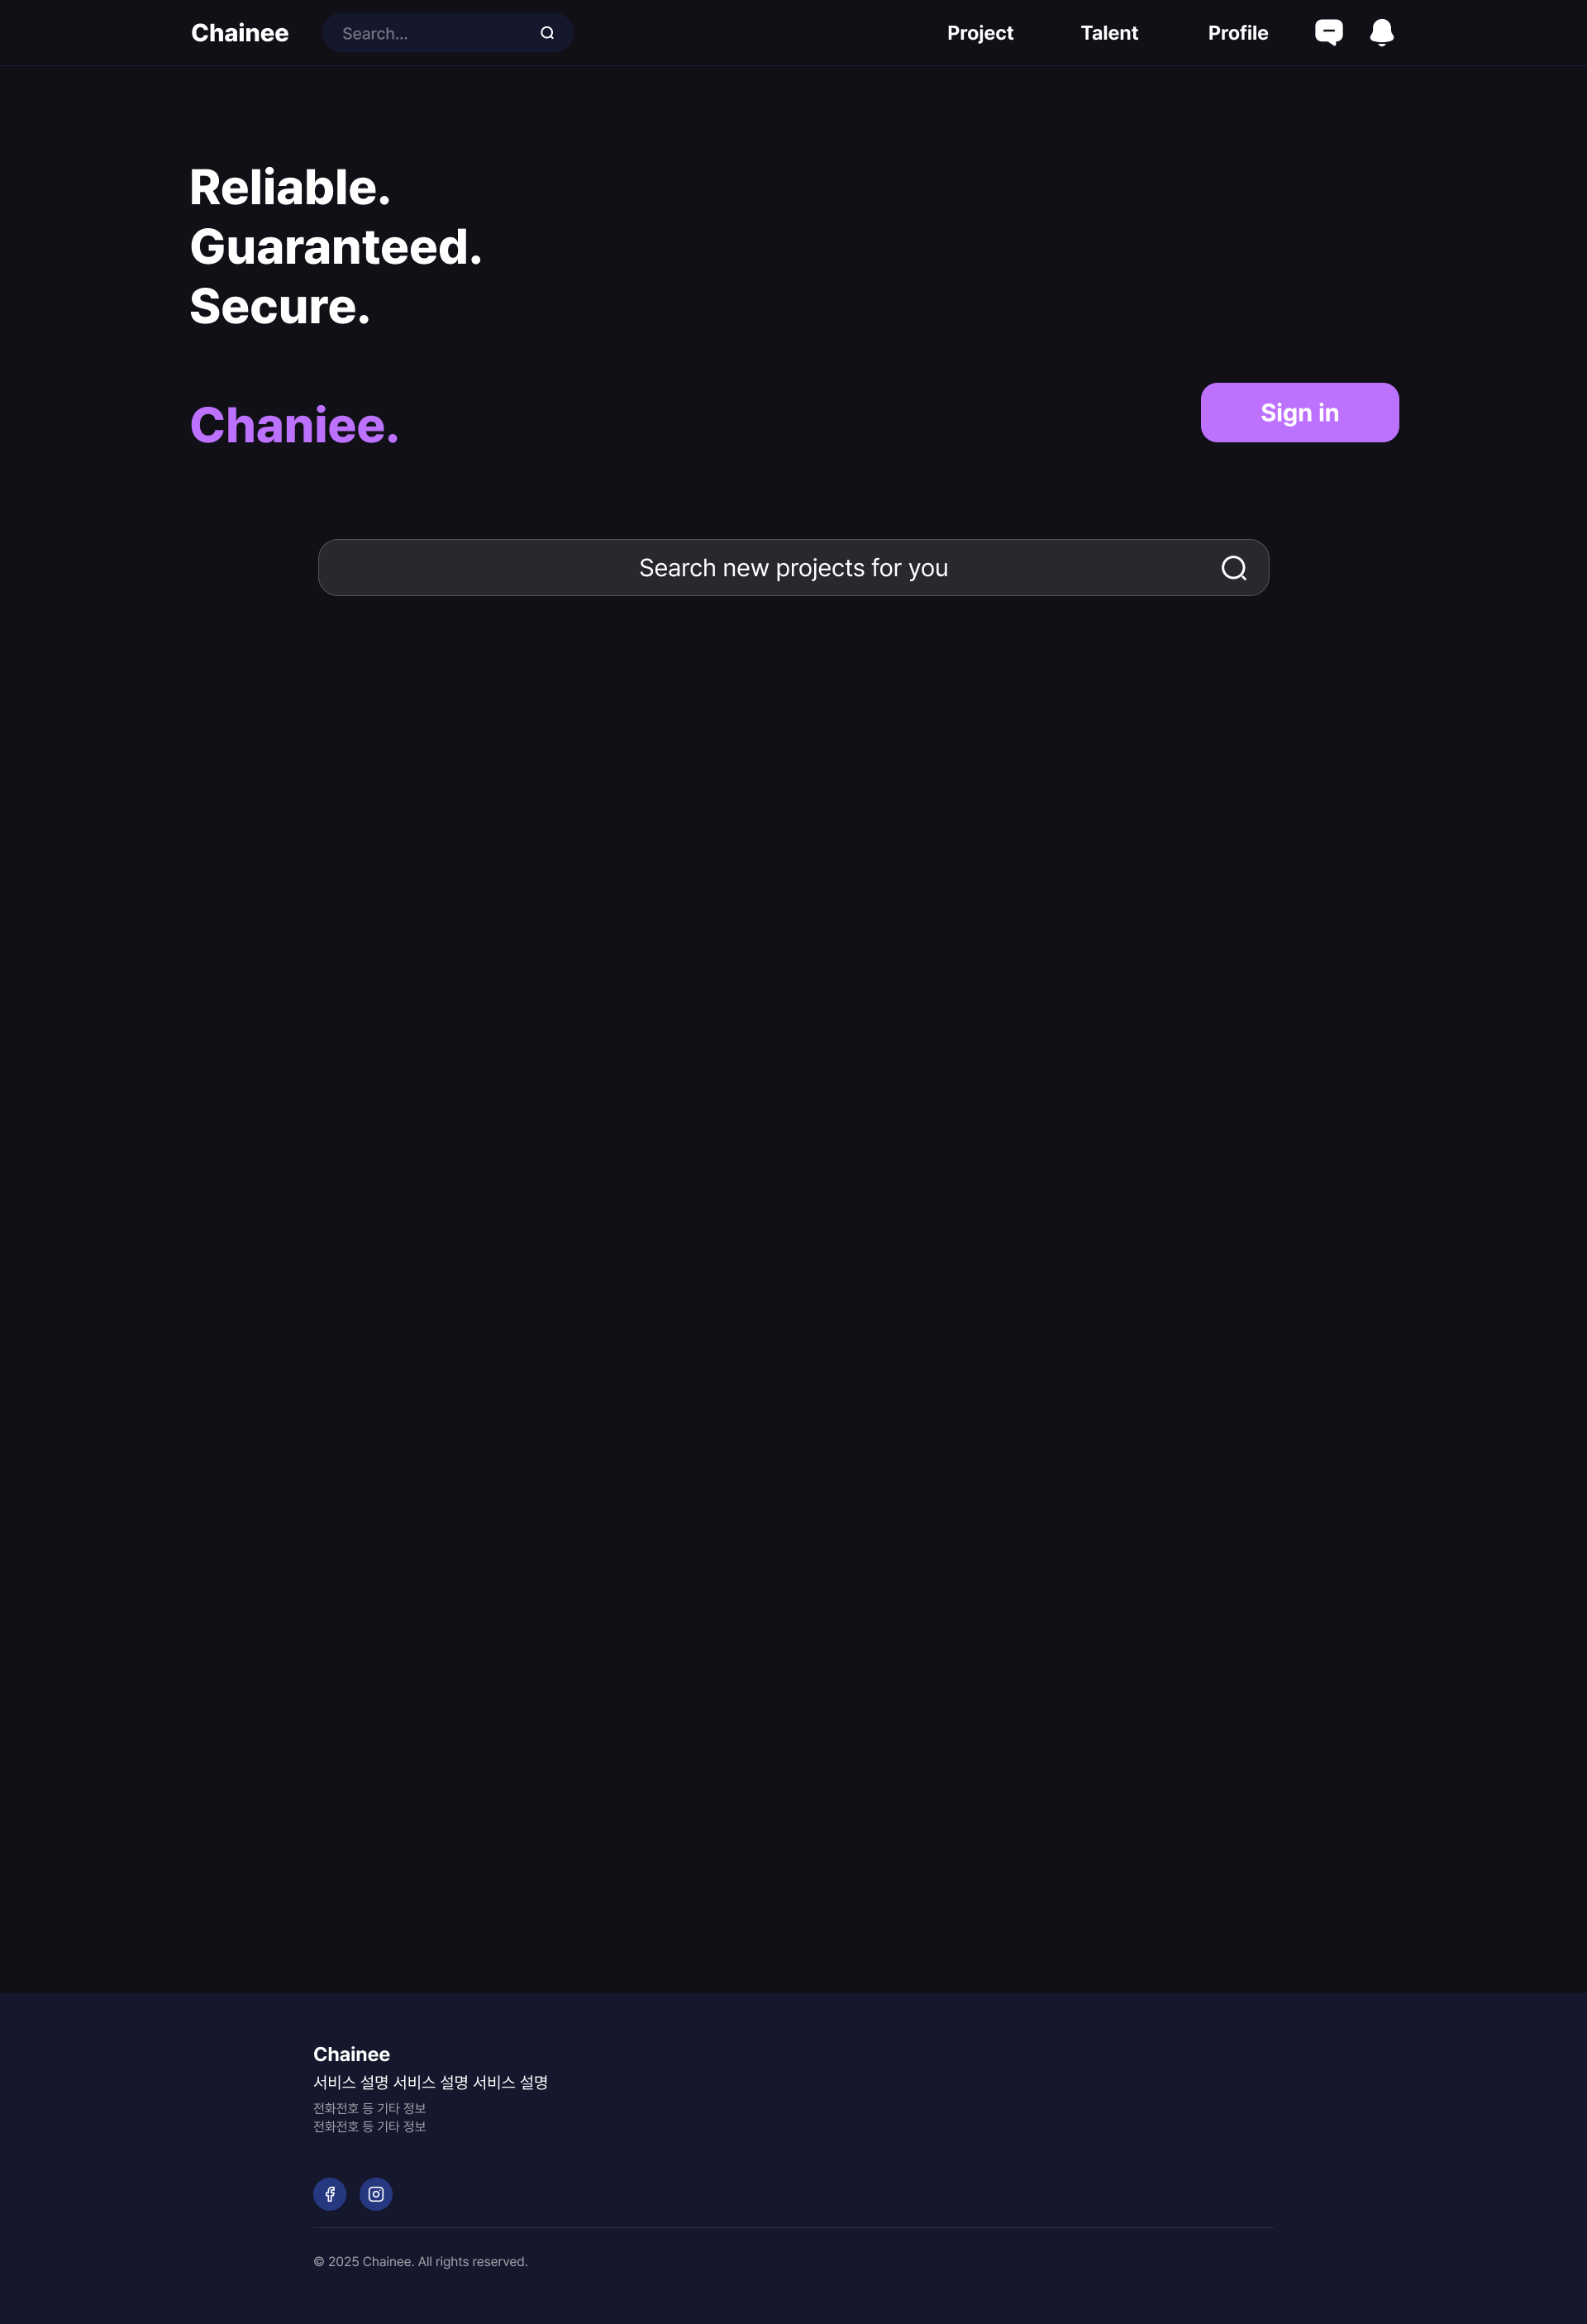 Chainee
Search...
Project
Talent
Profile
Reliable.
Guaranteed.
Secure.
Chaniee.
Sign in
Search new projects for you
Chainee
서비스 설명 서비스 설명 서비스 설명
전화전호 등 기타 정보
전화전호 등 기타 정보
© 2025 Chainee. All rights reserved.